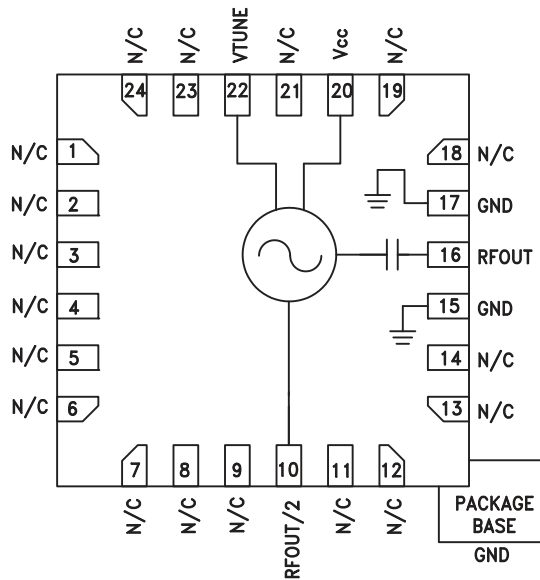 N/C
N/C
VTUNE
N/C
Vcc
N/C
24
23
22
21
20
19
N/C 1
N/C 2
N/C 3
N/C 4
N/C 5
N/C 6
18 N/C
17 GND
16 RFOUT
15 GND
14 N/C
13 N/C
7
8
9
10
11
12
N/C
N/C
N/C
RFOUT/2
N/C
N/C
PACKAGE
BASE
GND